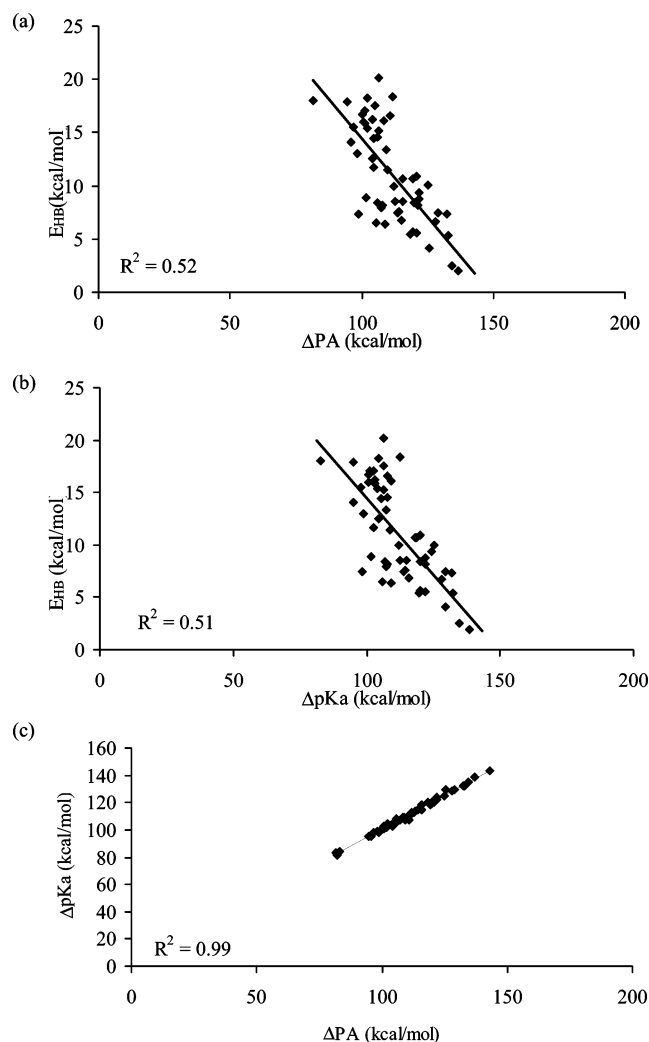 (a)
25
20
15
10
5
0
E_HB(kcal/mol)
R² = 0.52
0 50 100 150 200
ΔPA (kcal/mol)
(b)
25
20
15
10
5
0
E_HB(kcal/mol)
R² = 0.51
0 50 100 150 200
ΔpKa (kcal/mol)
(c)
160
140
120
100
80
60
40
20
0
ΔpKa (kcal/mol)
R² = 0.99
0 50 100 150 200
ΔPA (kcal/mol)